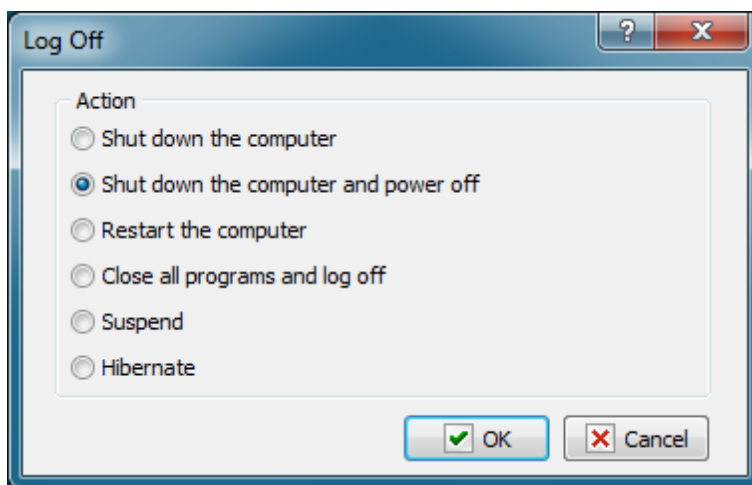 Log Off
Action
Shut down the computer
Shut down the computer and power off
Restart the computer
Close all programs and log off
Suspend
Hibernate
OK
Cancel